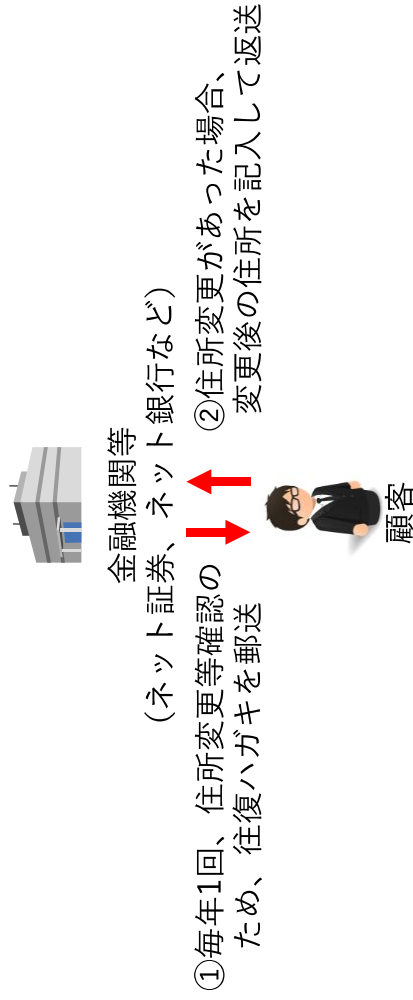 金融機関等
（ネット証券、ネット銀行など）
①毎年1回、住所変更等確認の
ため、往復ハガキを郵送
②住所変更があった場合、
変更後の住所を記入して返送
顧客